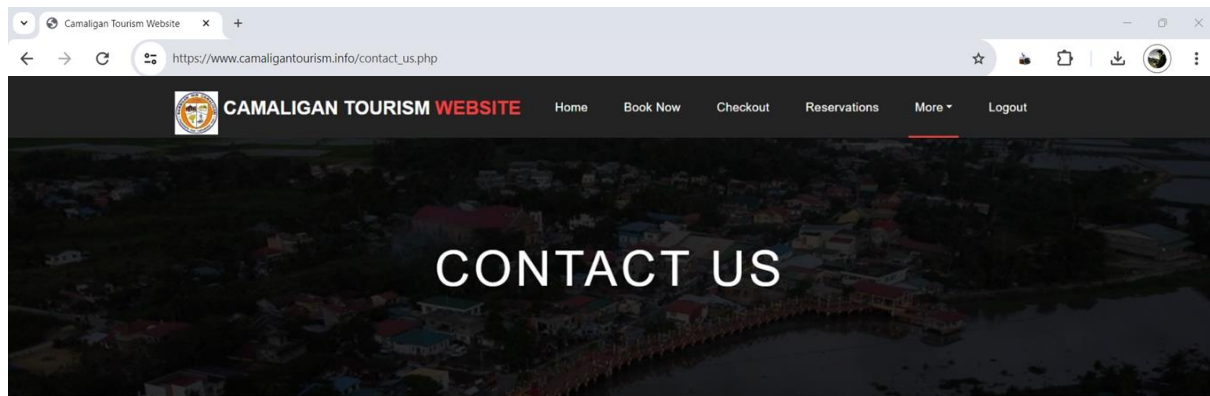 Camaligan Tourism Website
https://www.camaligantourism.info/contact_us.php
CAMALIGAN TOURISM WEBSITE Home Book Now Checkout Reservations More Logout
CONTACT US